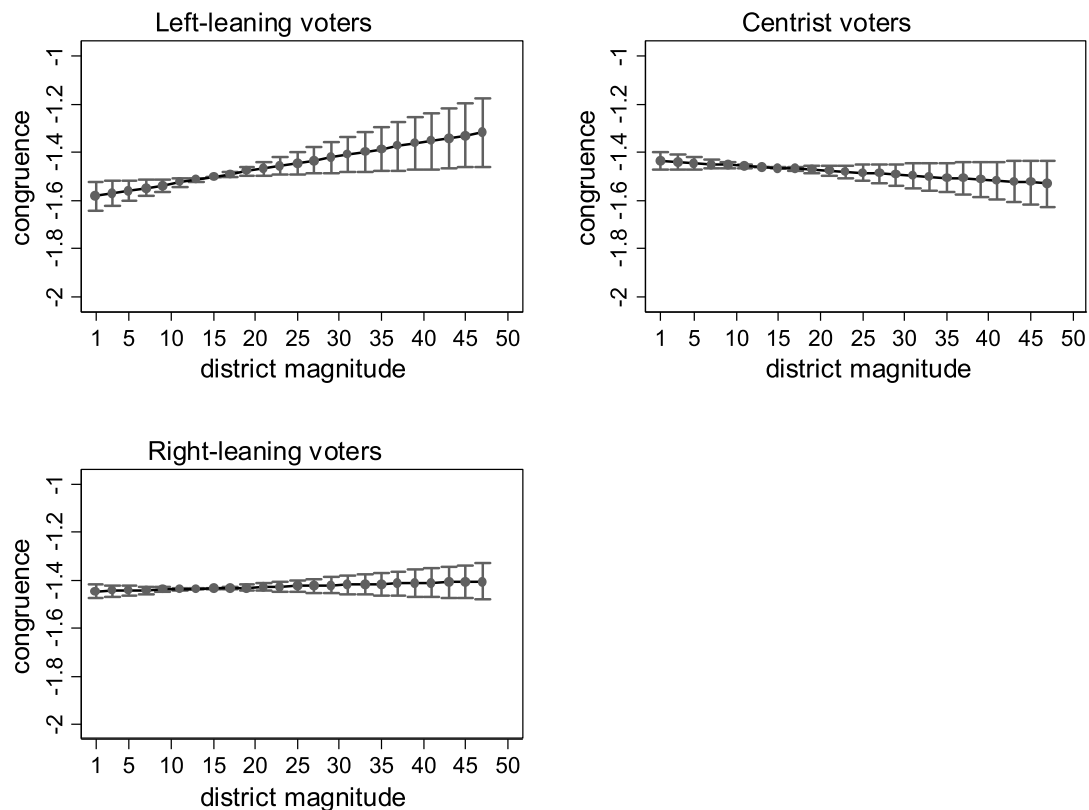 Left-leaning voters
congruence
-1
-1.2
-1.4
-1.6
-1.8
-2
1 5 10 15 20 25 30 35 40 45 50
district magnitude
Centrist voters
congruence
-1
-1.2
-1.4
-1.6
-1.8
-2
1 5 10 15 20 25 30 35 40 45 50
district magnitude
Right-leaning voters
congruence
-1
-1.2
-1.4
-1.6
-1.8
-2
1 5 10 15 20 25 30 35 40 45 50
district magnitude